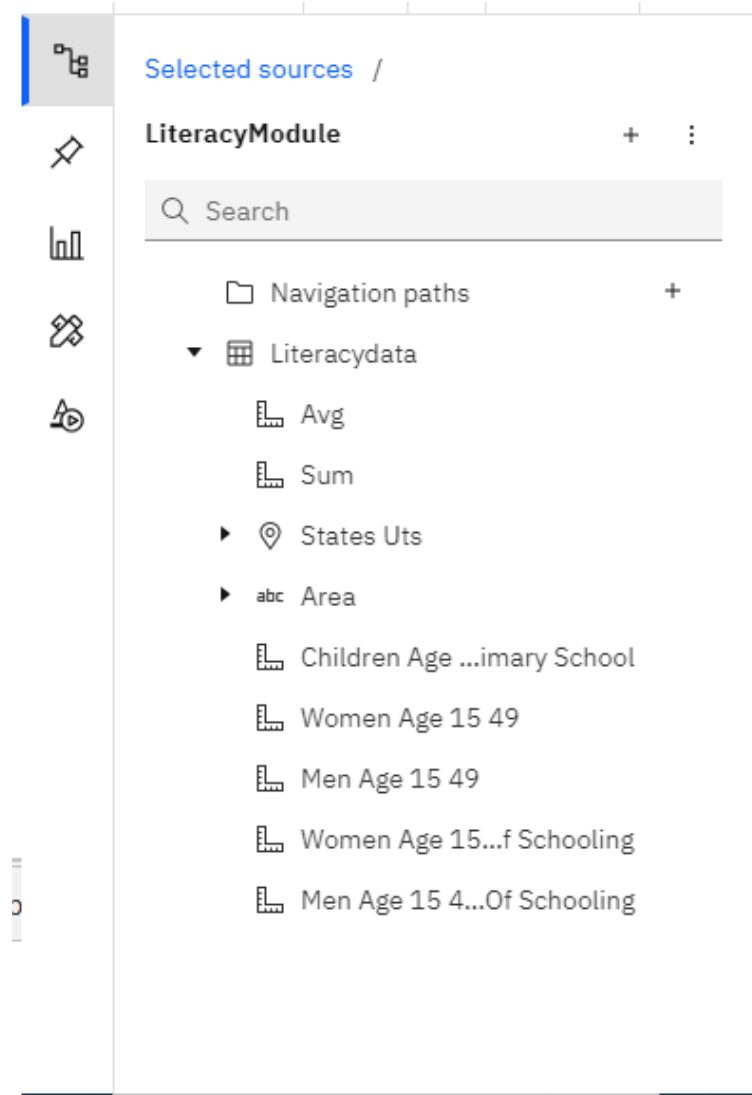 Selected sources /
LiteracyModule
Search
Navigation paths
Literacydata
Avg
Sum
States Uts
abc Area
Children Age ...imary School
Women Age 15 49
Men Age 15 49
Women Age 15...f Schooling
Men Age 15 4...Of Schooling